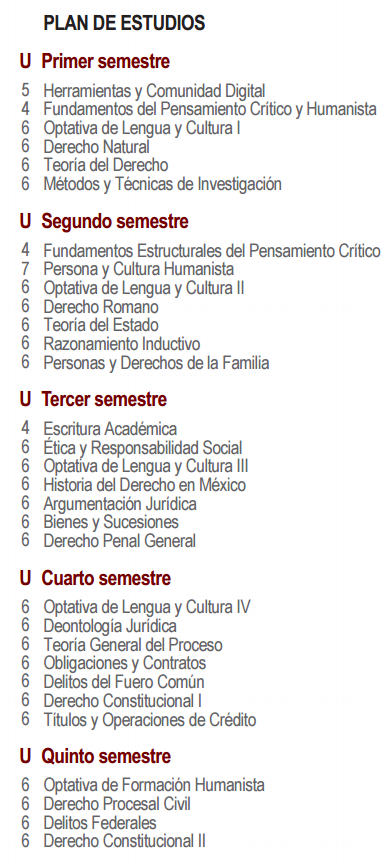 PLAN DE ESTUDIOS
U Primer semestre
5 Herramientas y Comunidad Digital
4 Fundamentos del Pensamiento Crítico y Humanista
6 Optativa de Lengua y Cultura I
6 Derecho Natural
6 Teoría del Derecho
6 Métodos y Técnicas de Investigación
U Segundo semestre
4 Fundamentos Estructurales del Pensamiento Crítico
7 Persona y Cultura Humanista
6 Optativa de Lengua y Cultura II
6 Derecho Romano
6 Teoría del Estado
6 Razonamiento Inductivo
6 Personas y Derechos de la Familia
U Tercer semestre
4 Escritura Académica
6 Ética y Responsabilidad Social
6 Optativa de Lengua y Cultura III
6 Historia del Derecho en México
6 Argumentación Jurídica
6 Bienes y Sucesiones
6 Derecho Penal General
U Cuarto semestre
6 Optativa de Lengua y Cultura IV
6 Deontología Jurídica
6 Teoría General del Proceso
6 Obligaciones y Contratos
6 Delitos del Fuero Común
6 Derecho Constitucional I
6 Títulos y Operaciones de Crédito
U Quinto semestre
6 Optativa de Formación Humanista
6 Derecho Procesal Civil
6 Delitos Federales
6 Derecho Constitucional II